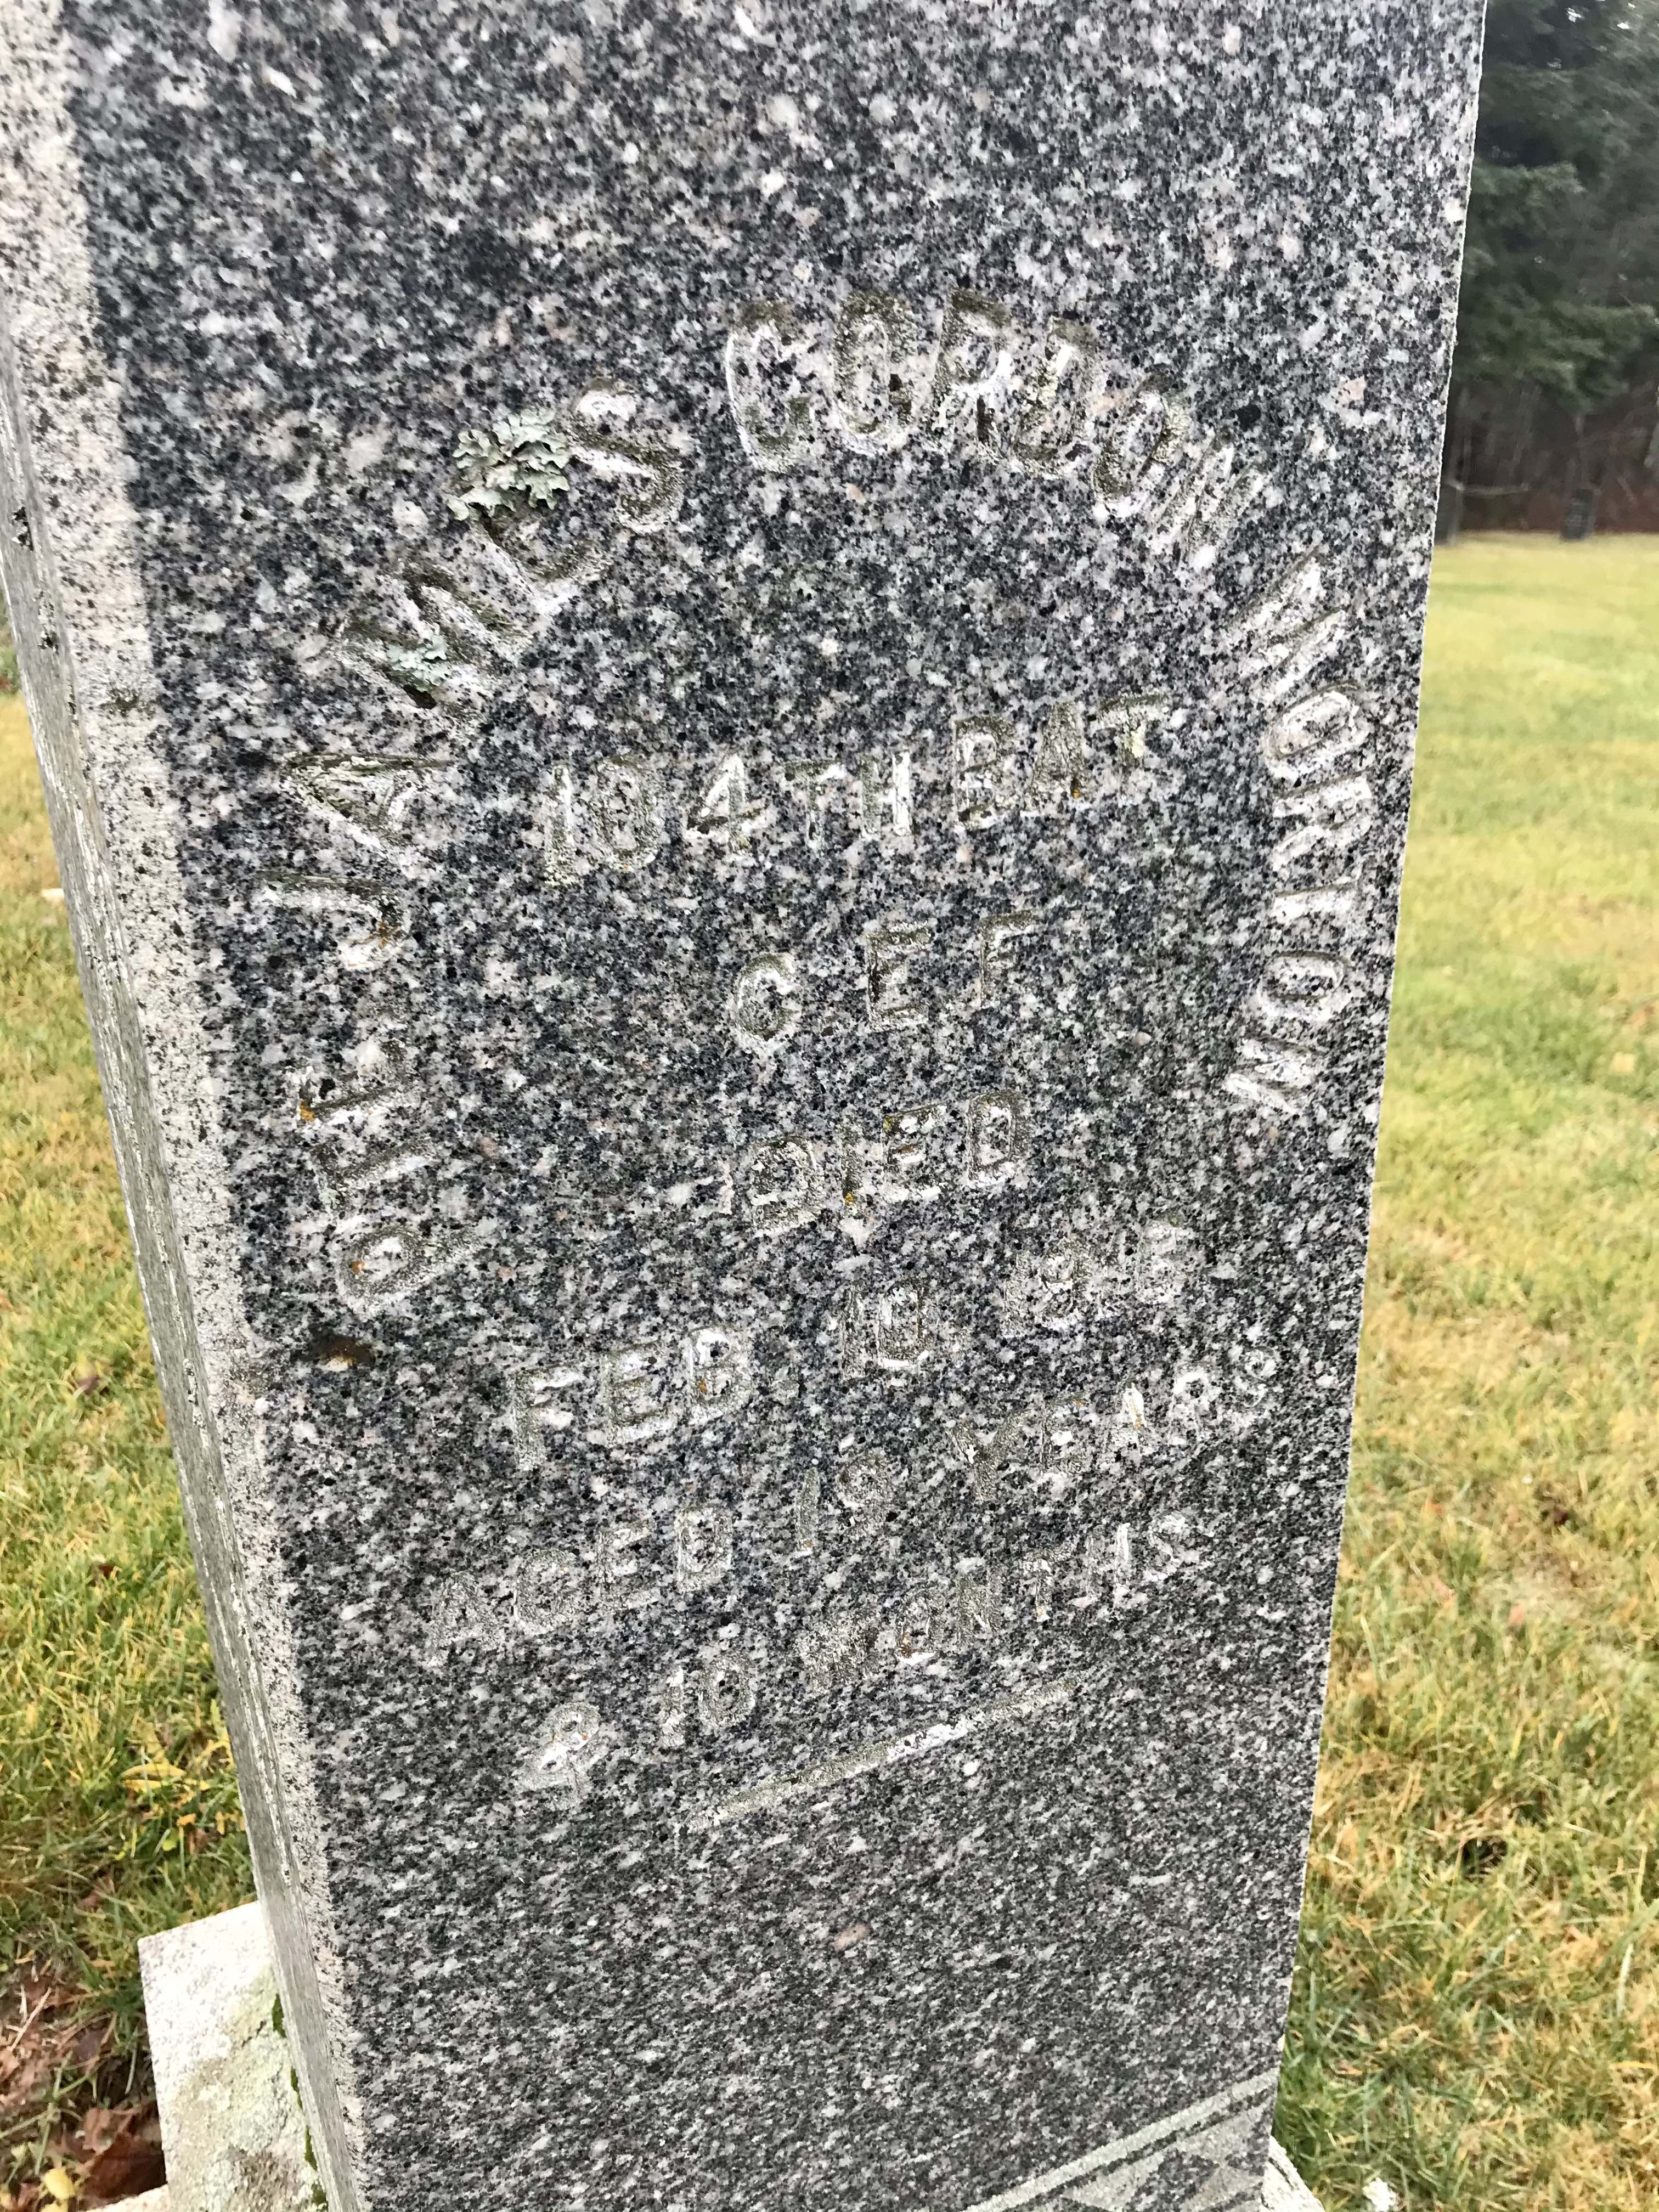 JAMES GORDON MORTON
104TH BAT
C E F
DIED
FEB. 10 1916
AGED 19 YEARS
& 10 MONTHS